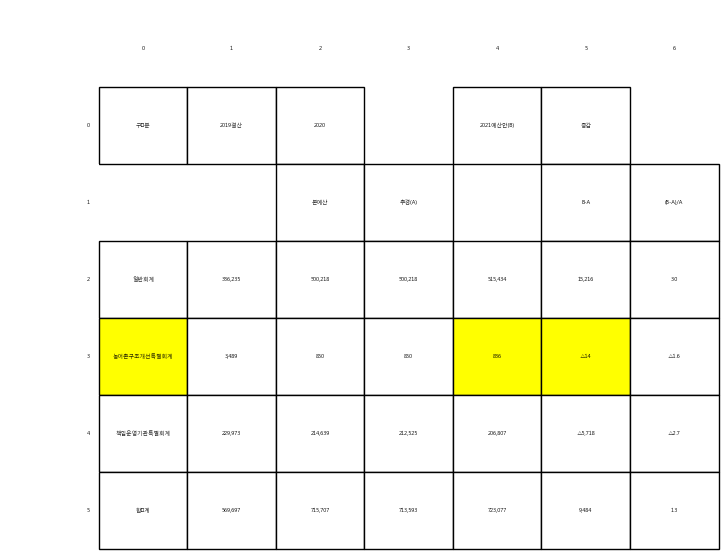 0 1 2 3 4 5 6
0 구□분 2019결산 2020 2021예산안(B) 증감
1 본예산 추경(A) B-A (B-A)/A
2 일반회계 336,235 500,218 500,218 515,434 15,216 3.0
3 농어촌구조개선특별회계 3,489 850 850 836 △14 △1.6
4 책임운영기관특별회계 229,973 214,639 212,525 206,807 △5,718 △2.7
5 합□계 569,697 715,707 713,593 723,077 9,484 1.3